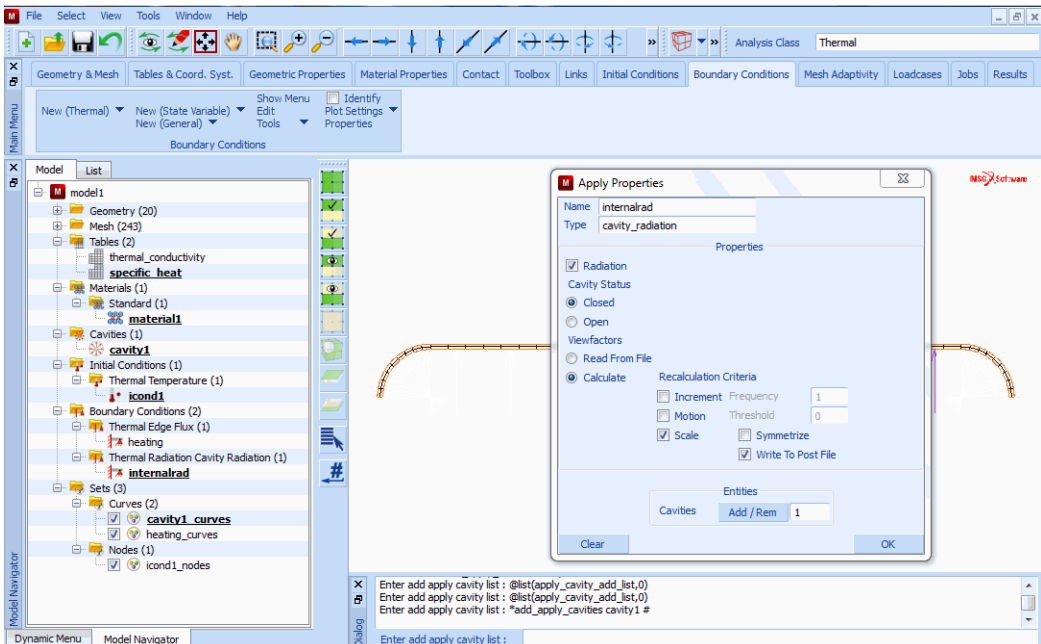 File Select View Tools Window Help
Analysis Class Thermal
Geometry & Mesh Tables & Coord. Syst. Geometric Properties Material Properties Contact Toolbox Links Initial Conditions Boundary Conditions Mesh Adaptivity Loadcases Jobs Results
Main Menu
New (Thermal) New (State Variable) Show Menu Identify
New (General) Edit Plot Settings
Tools Properties
Boundary Conditions
Model List
model1
Geometry (20)
Mesh (243)
Tables (2)
thermal_conductivity
specific_heat
Materials (1)
Standard (1)
material1
Cavities (1)
cavity1
Initial Conditions (1)
Thermal Temperature (1)
icond1
Boundary Conditions (2)
Thermal Edge Flux (1)
heating
Thermal Radiation Cavity Radiation (1)
internalrad
Sets (3)
Curves (2)
cavity1_curves
heating_curves
Nodes (1)
icond1_nodes
Model Navigator
Dynamic Menu Model Navigator
MSC Software
Apply Properties
Name internalrad
Type cavity_radiation
Properties
Radiation
Cavity Status
Closed
Open
Viewfactors
Read From File
Calculate Recalculation Criteria
Increment Frequency 1
Motion Threshold 0
Scale Symmetrize
Write To Post File
Entities
Cavities Add / Rem 1
Clear OK
Dialog
Enter add apply cavity list : @list(apply_cavity_add_list,0)
Enter add apply cavity list : @list(apply_cavity_add_list,0)
Enter add apply cavity list : *add_apply_cavities cavity1 #
Enter add apply cavity list :